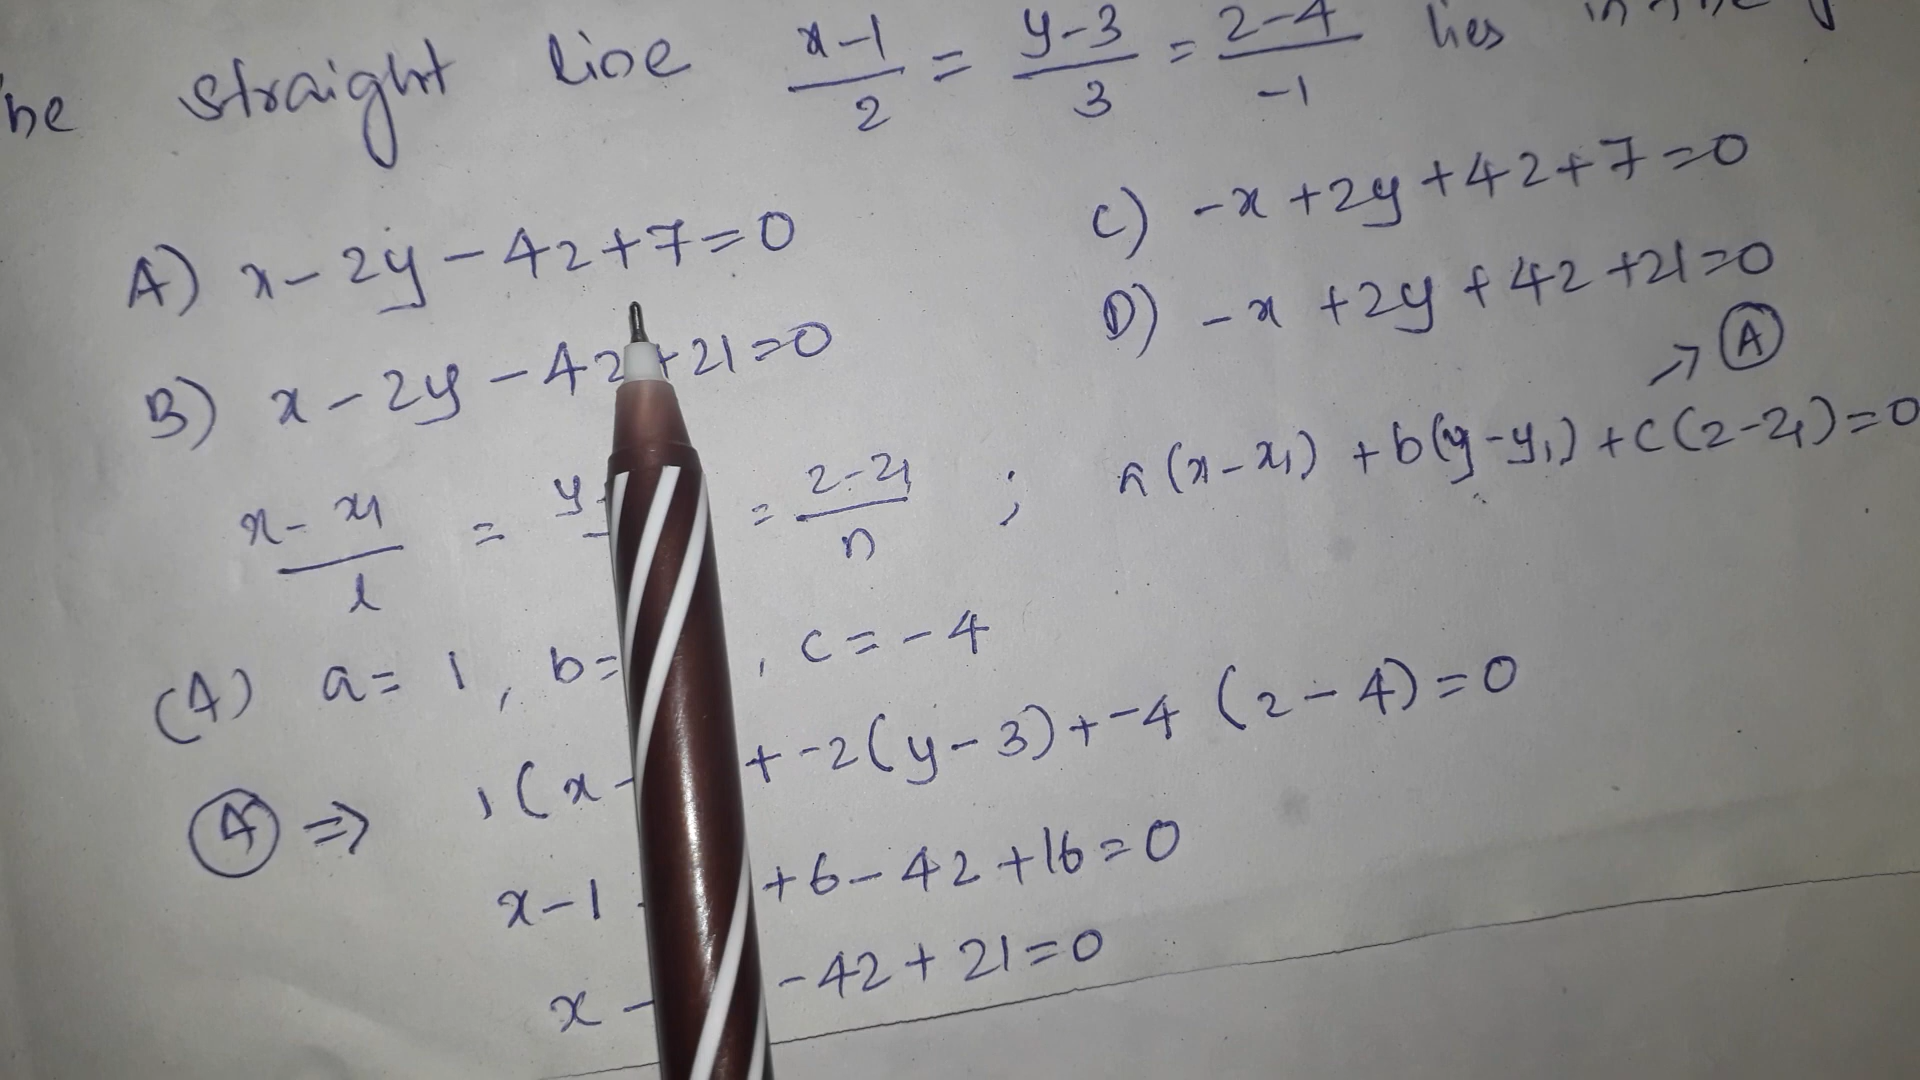 he straight line x-1/2 = y-3/3 = z-4/-1 lies in the
A) x-2y-4z+7=0
C) -x+2y+4z+7=0
B) x-2y-4z+21=0
D) -x+2y+4z+21=0
x-x₁/l = y = z-z₁/n ; a(x-x₁)+b(y-y₁)+c(z-z₁)=0 → (A)
(A) a=1, b= , c=-4
(A) ⇒ 1(x- +-2(y-3)+-4(z-4)=0
x-1 +6-4z+16=0
x- -4z+21=0